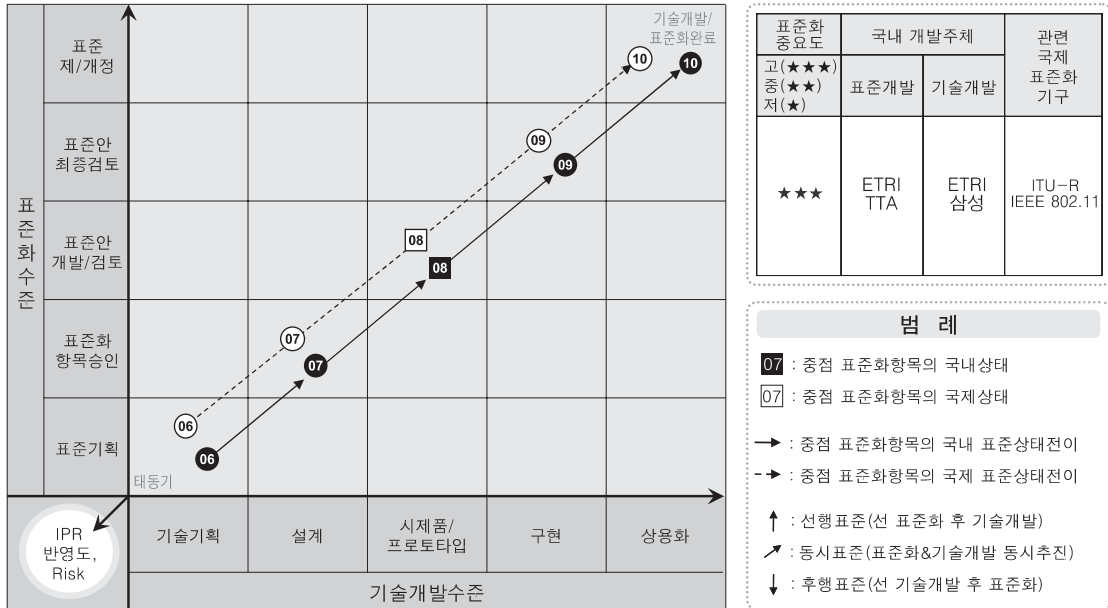 기술개발/
표준화완료
표준
제/개정
10
10
표준안
최종검토
09
09
표준화수준
표준안
개발/검토
08
08
표준화
항목승인
07
07
표준기획
06
06
태동기
IPR
반영도,
Risk
기술기획
설계
시제품/
프로토타입
구현
상용화
기술개발수준
표준화
중요도
국내 개발주체
관련
국제
표준화
기구
고(★★★)
중(★★)
저(★)
표준개발
기술개발
★★★
ETRI
TTA
ETRI
삼성
ITU-R
IEEE 802.11
범 례
07 : 중점 표준화항목의 국내상태
07 : 중점 표준화항목의 국제상태
→ : 중점 표준화항목의 국내 표준상태전이
⇢ : 중점 표준화항목의 국제 표준상태전이
↑ : 선행표준(선 표준화 후 기술개발)
↗ : 동시표준(표준화&기술개발 동시추진)
↓ : 후행표준(선 기술개발 후 표준화)